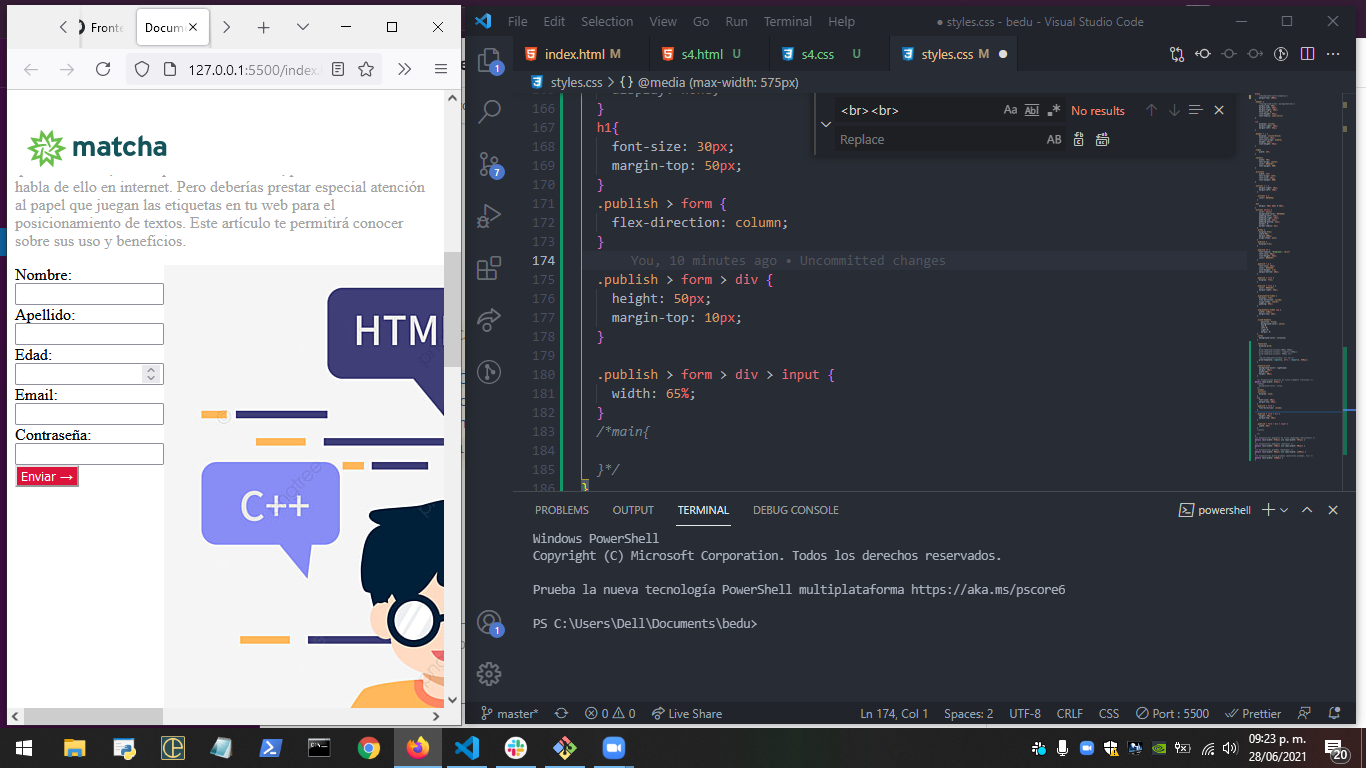 Fronte
Docum
127.0.0.1:5500/index.
matcha
habla de ello en internet. Pero deberías prestar especial atención
al papel que juegan las etiquetas en tu web para el
posicionamiento de textos. Este artículo te permitirá conocer
sobre sus uso y beneficios.
Nombre:
Apellido:
Edad:
Email:
Contraseña:
Enviar →
HTM
C++
File Edit Selection View Go Run Terminal Help
● styles.css - bedu - Visual Studio Code
index.html M
s4.html U
s4.css U
styles.css M ●
styles.css > {} @media (max-width: 575px)
<br><br>
Aa Abl .*
No results
Replace
AB
166 }
167 h1{
168 font-size: 30px;
169 margin-top: 50px;
170 }
171 .publish > form {
172 flex-direction: column;
173 }
174 You, 10 minutes ago • Uncommitted changes
175 .publish > form > div {
176 height: 50px;
177 margin-top: 10px;
178 }
179
180 .publish > form > div > input {
181 width: 65%;
182 }
183 /*main{
184
185 }*/
186 }
1
7
1
PROBLEMS OUTPUT TERMINAL DEBUG CONSOLE
powershell
Windows PowerShell
Copyright (C) Microsoft Corporation. Todos los derechos reservados.
Prueba la nueva tecnología PowerShell multiplataforma https://aka.ms/pscore6
PS C:\Users\Dell\Documents\bedu>
master* 0 0 Live Share
Ln 174, Col 1 Spaces: 2 UTF-8 CRLF CSS Port : 5500 Prettier
09:23 p. m.
28/06/2021
20